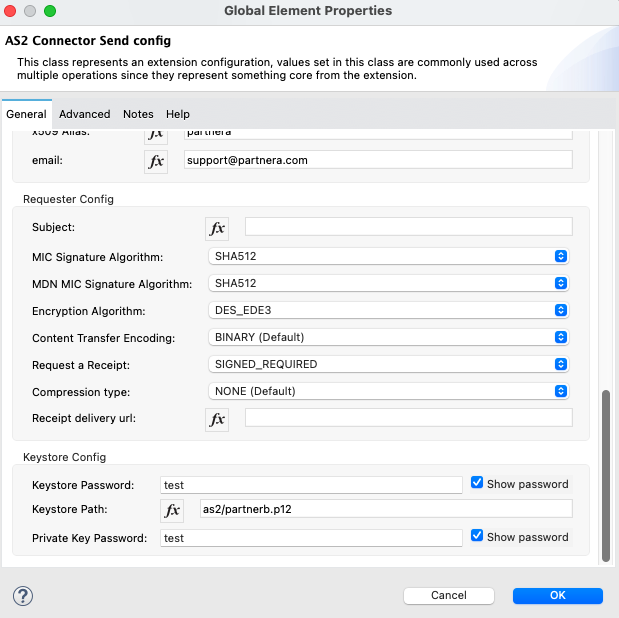 Global Element Properties
AS2 Connector Send config
This class represents an extension configuration, values set in this class are commonly used across
multiple operations since they represent something core from the extension.
General Advanced Notes Help
x509 Alias: fx partnera
email: fx support@partnera.com
Requester Config
Subject: fx
MIC Signature Algorithm: SHA512
MDN MIC Signature Algorithm: SHA512
Encryption Algorithm: DES_EDE3
Content Transfer Encoding: BINARY (Default)
Request a Receipt: SIGNED_REQUIRED
Compression type: NONE (Default)
Receipt delivery url: fx
Keystore Config
Keystore Password: test Show password
Keystore Path: fx as2/partnerb.p12
Private Key Password: test Show password
? Cancel OK